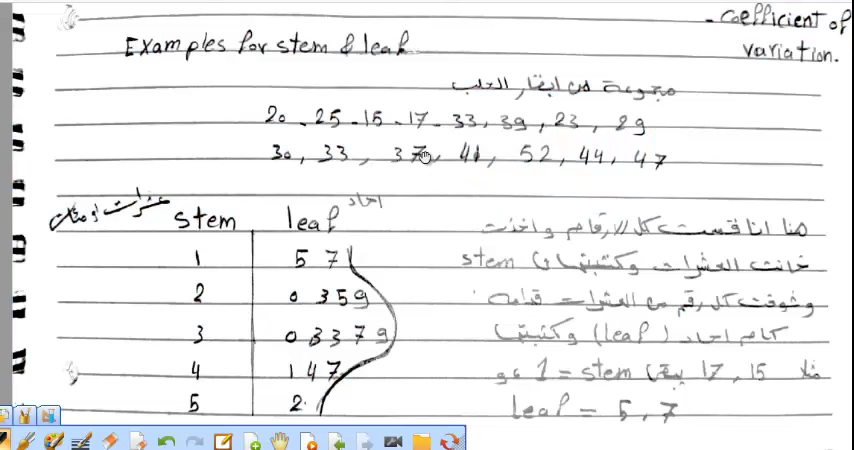 - coefficient of
variation.
Examples for stem & leaf
مجموعة من ابقار الحلب
20 - 25 - 15 - 17 - 33, 39, 23, 29
30, 33, 37, 41, 52, 44, 47
عشرات او مئات
stem leaf احاد
1 5 7
2 0 3 5 9
3 0 3 3 7 9
4 1 4 7
5 2
هنا انا قسمت كل الارقام واخذت
خانت العشرات وكتبتها في stem
وشوفت كل رقم من العشرات قدامه
كام احاد (leaf) وكتبتها
مثلا 15, 17 يبقى stem = 1 هو
leaf = 5, 7